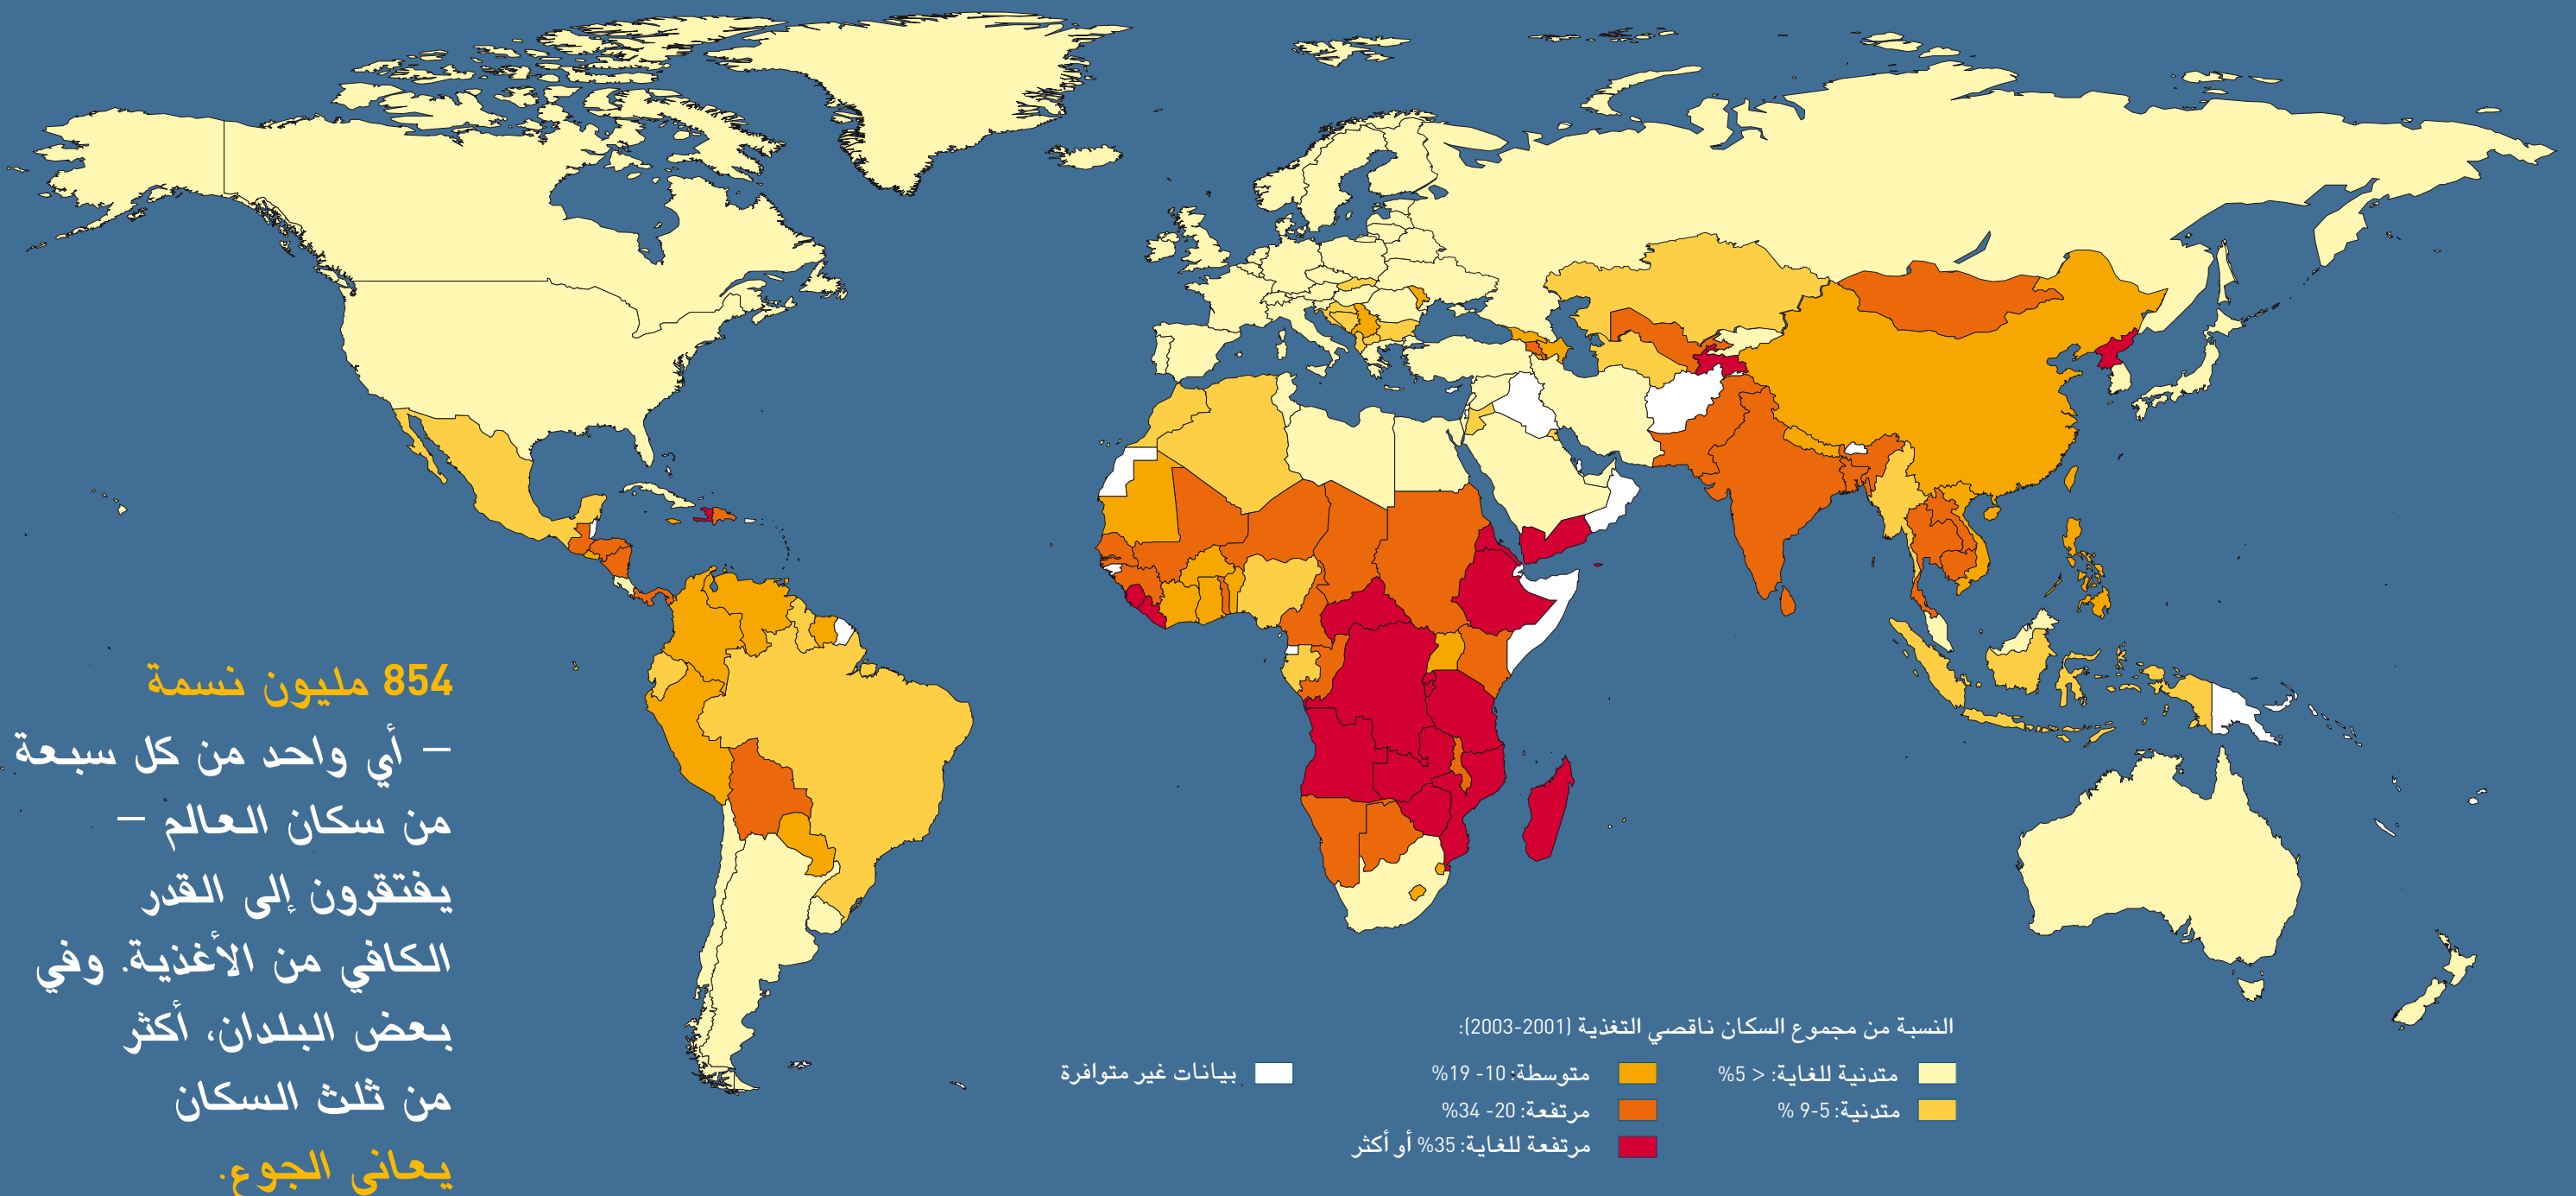 854 مليون نسمة
– أي واحد من كل سبعة
من سكان العالم –
يفتقرون إلى القدر
الكافي من الأغذية. وفي
بعض البلدان، أكثر
من ثلث السكان
يعاني الجوع.
النسبة من مجموع السكان ناقصي التغذية (2001-2003):
متدنية للغاية: < 5%
متدنية: 5-9 %
متوسطة: 10- 19%
مرتفعة: 20- 34%
مرتفعة للغاية: 35% أو أكثر
بيانات غير متوافرة